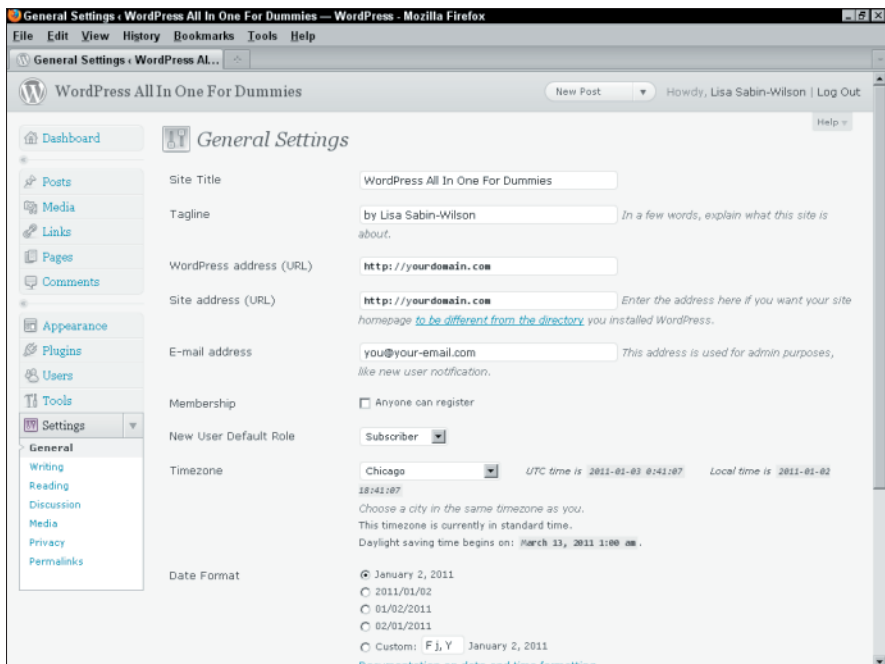 General Settings ‹ WordPress All In One For Dummies — WordPress - Mozilla Firefox
File Edit View History Bookmarks Tools Help
General Settings ‹ WordPress Al...
WordPress All In One For Dummies
New Post
Howdy, Lisa Sabin-Wilson | Log Out
Help
Dashboard
Posts
Media
Links
Pages
Comments
Appearance
Plugins
Users
Tools
Settings
General
Writing
Reading
Discussion
Media
Privacy
Permalinks
General Settings
Site Title
WordPress All In One For Dummies
Tagline
by Lisa Sabin-Wilson
In a few words, explain what this site is
about.
WordPress address (URL)
http://yourdomain.com
Site address (URL)
http://yourdomain.com
Enter the address here if you want your site
homepage to be different from the directory you installed WordPress.
E-mail address
you@your-email.com
This address is used for admin purposes,
like new user notification.
Membership
Anyone can register
New User Default Role
Subscriber
Timezone
Chicago
UTC time is 2011-01-03 0:41:07
Local time is 2011-01-02
18:41:07
Choose a city in the same timezone as you.
This timezone is currently in standard time.
Daylight saving time begins on: March 13, 2011 1:00 am.
Date Format
January 2, 2011
2011/01/02
01/02/2011
02/01/2011
Custom: F j, Y January 2, 2011
Documentation on date and time formatting